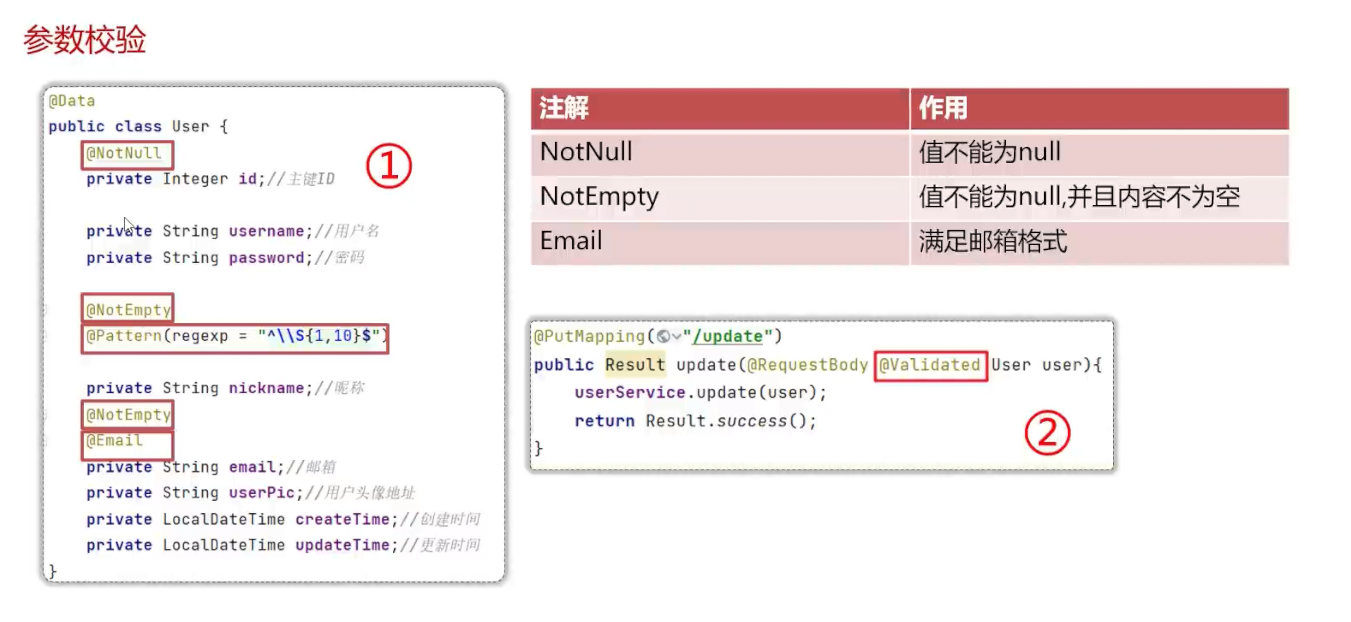 参数校验
@Data
public class User {
@NotNull
private Integer id;//主键ID
private String username;//用户名
private String password;//密码
@NotEmpty
@Pattern(regexp = "^\\S{1,10}$")
private String nickname;//昵称
@NotEmpty
@Email
private String email;//邮箱
private String userPic;//用户头像地址
private LocalDateTime createTime;//创建时间
private LocalDateTime updateTime;//更新时间
}
①
注解 作用
NotNull 值不能为null
NotEmpty 值不能为null,并且内容不为空
Email 满足邮箱格式
@PutMapping("/update")
public Result update(@RequestBody @Validated User user){
userService.update(user);
return Result.success();
}
②